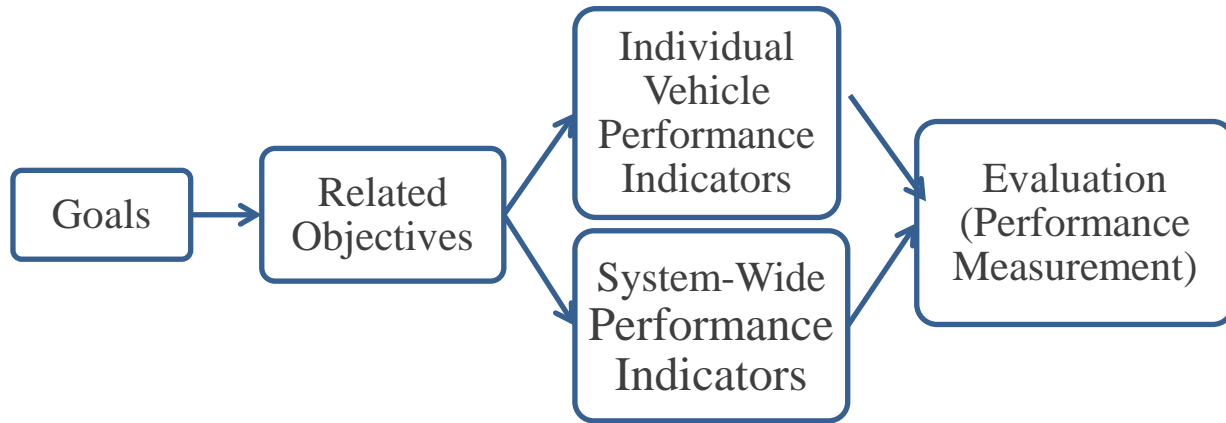 Goals
Related
Objectives
Individual
Vehicle
Performance
Indicators
System-Wide
Performance
Indicators
Evaluation
(Performance
Measurement)